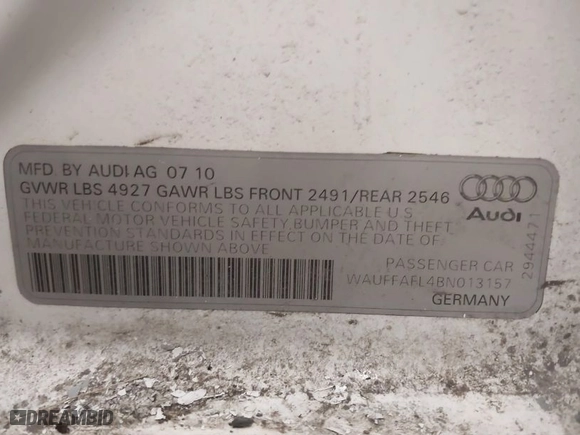 MFD. BY AUDI AG 07 10
GVWR LBS 4927 GAWR LBS FRONT 2491/REAR 2546
THIS VEHICLE CONFORMS TO ALL APPLICABLE U S
FEDERAL MOTOR VEHICLE SAFETY, BUMPER AND THEFT
PREVENTION STANDARDS IN EFFECT ON THE DATE OF
MANUFACTURE SHOWN ABOVE
Audi
2944471
PASSENGER CAR
WAUFFAFL4BN013157
GERMANY
DREAMBID